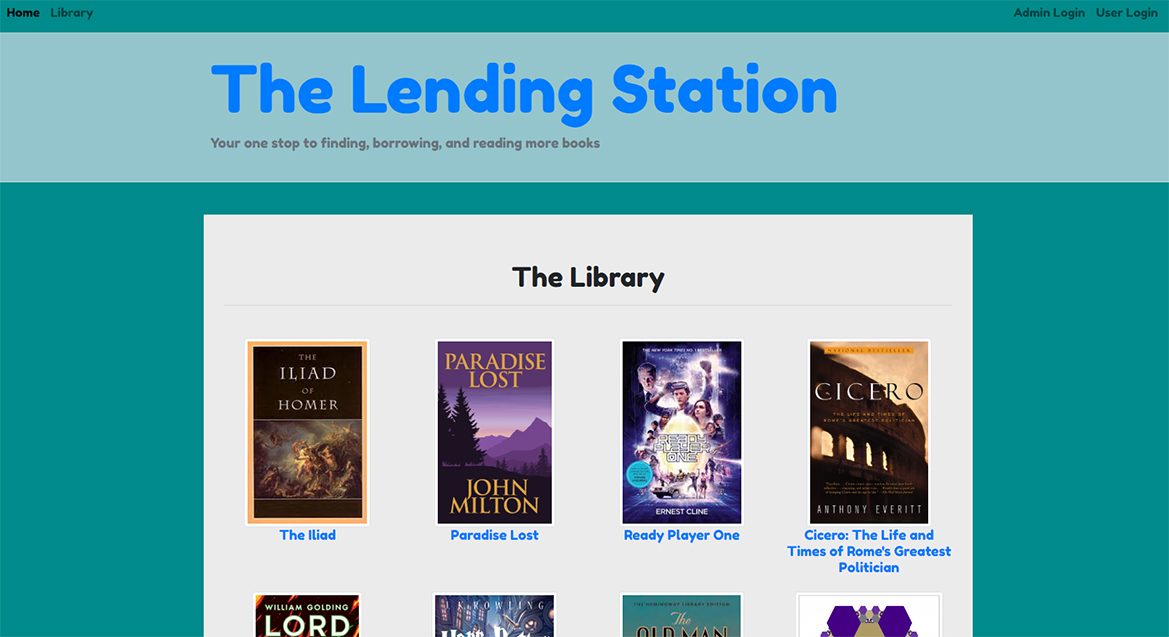 Home Library Admin Login User Login
The Lending Station
Your one stop to finding, borrowing, and reading more books
The Library
THE
ILIAD
OF
HOMER
The Iliad
PARADISE
LOST
JOHN
MILTON
Paradise Lost
THE NEW YORK TIMES NO. 1 BESTSELLER
READY
PLAYER
ONE
ERNEST CLINE
Ready Player One
NATIONAL BESTSELLER
CICERO
THE LIFE AND TIMES OF
ROME'S GREATEST POLITICIAN
ANTHONY EVERITT
Cicero: The Life and
Times of Rome's Greatest
Politician
WILLIAM GOLDING
LORD
J.K. ROWLING
THE HEMINGWAY LIBRARY EDITION
The
OLD MAN